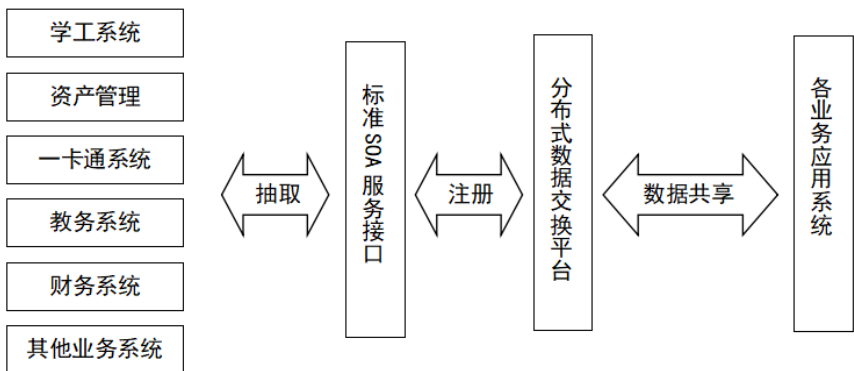 学工系统
资产管理
一卡通系统
教务系统
财务系统
其他业务系统
抽取
标准 SOA 服务接口
注册
分布式数据交换平台
数据共享
各业务应用系统